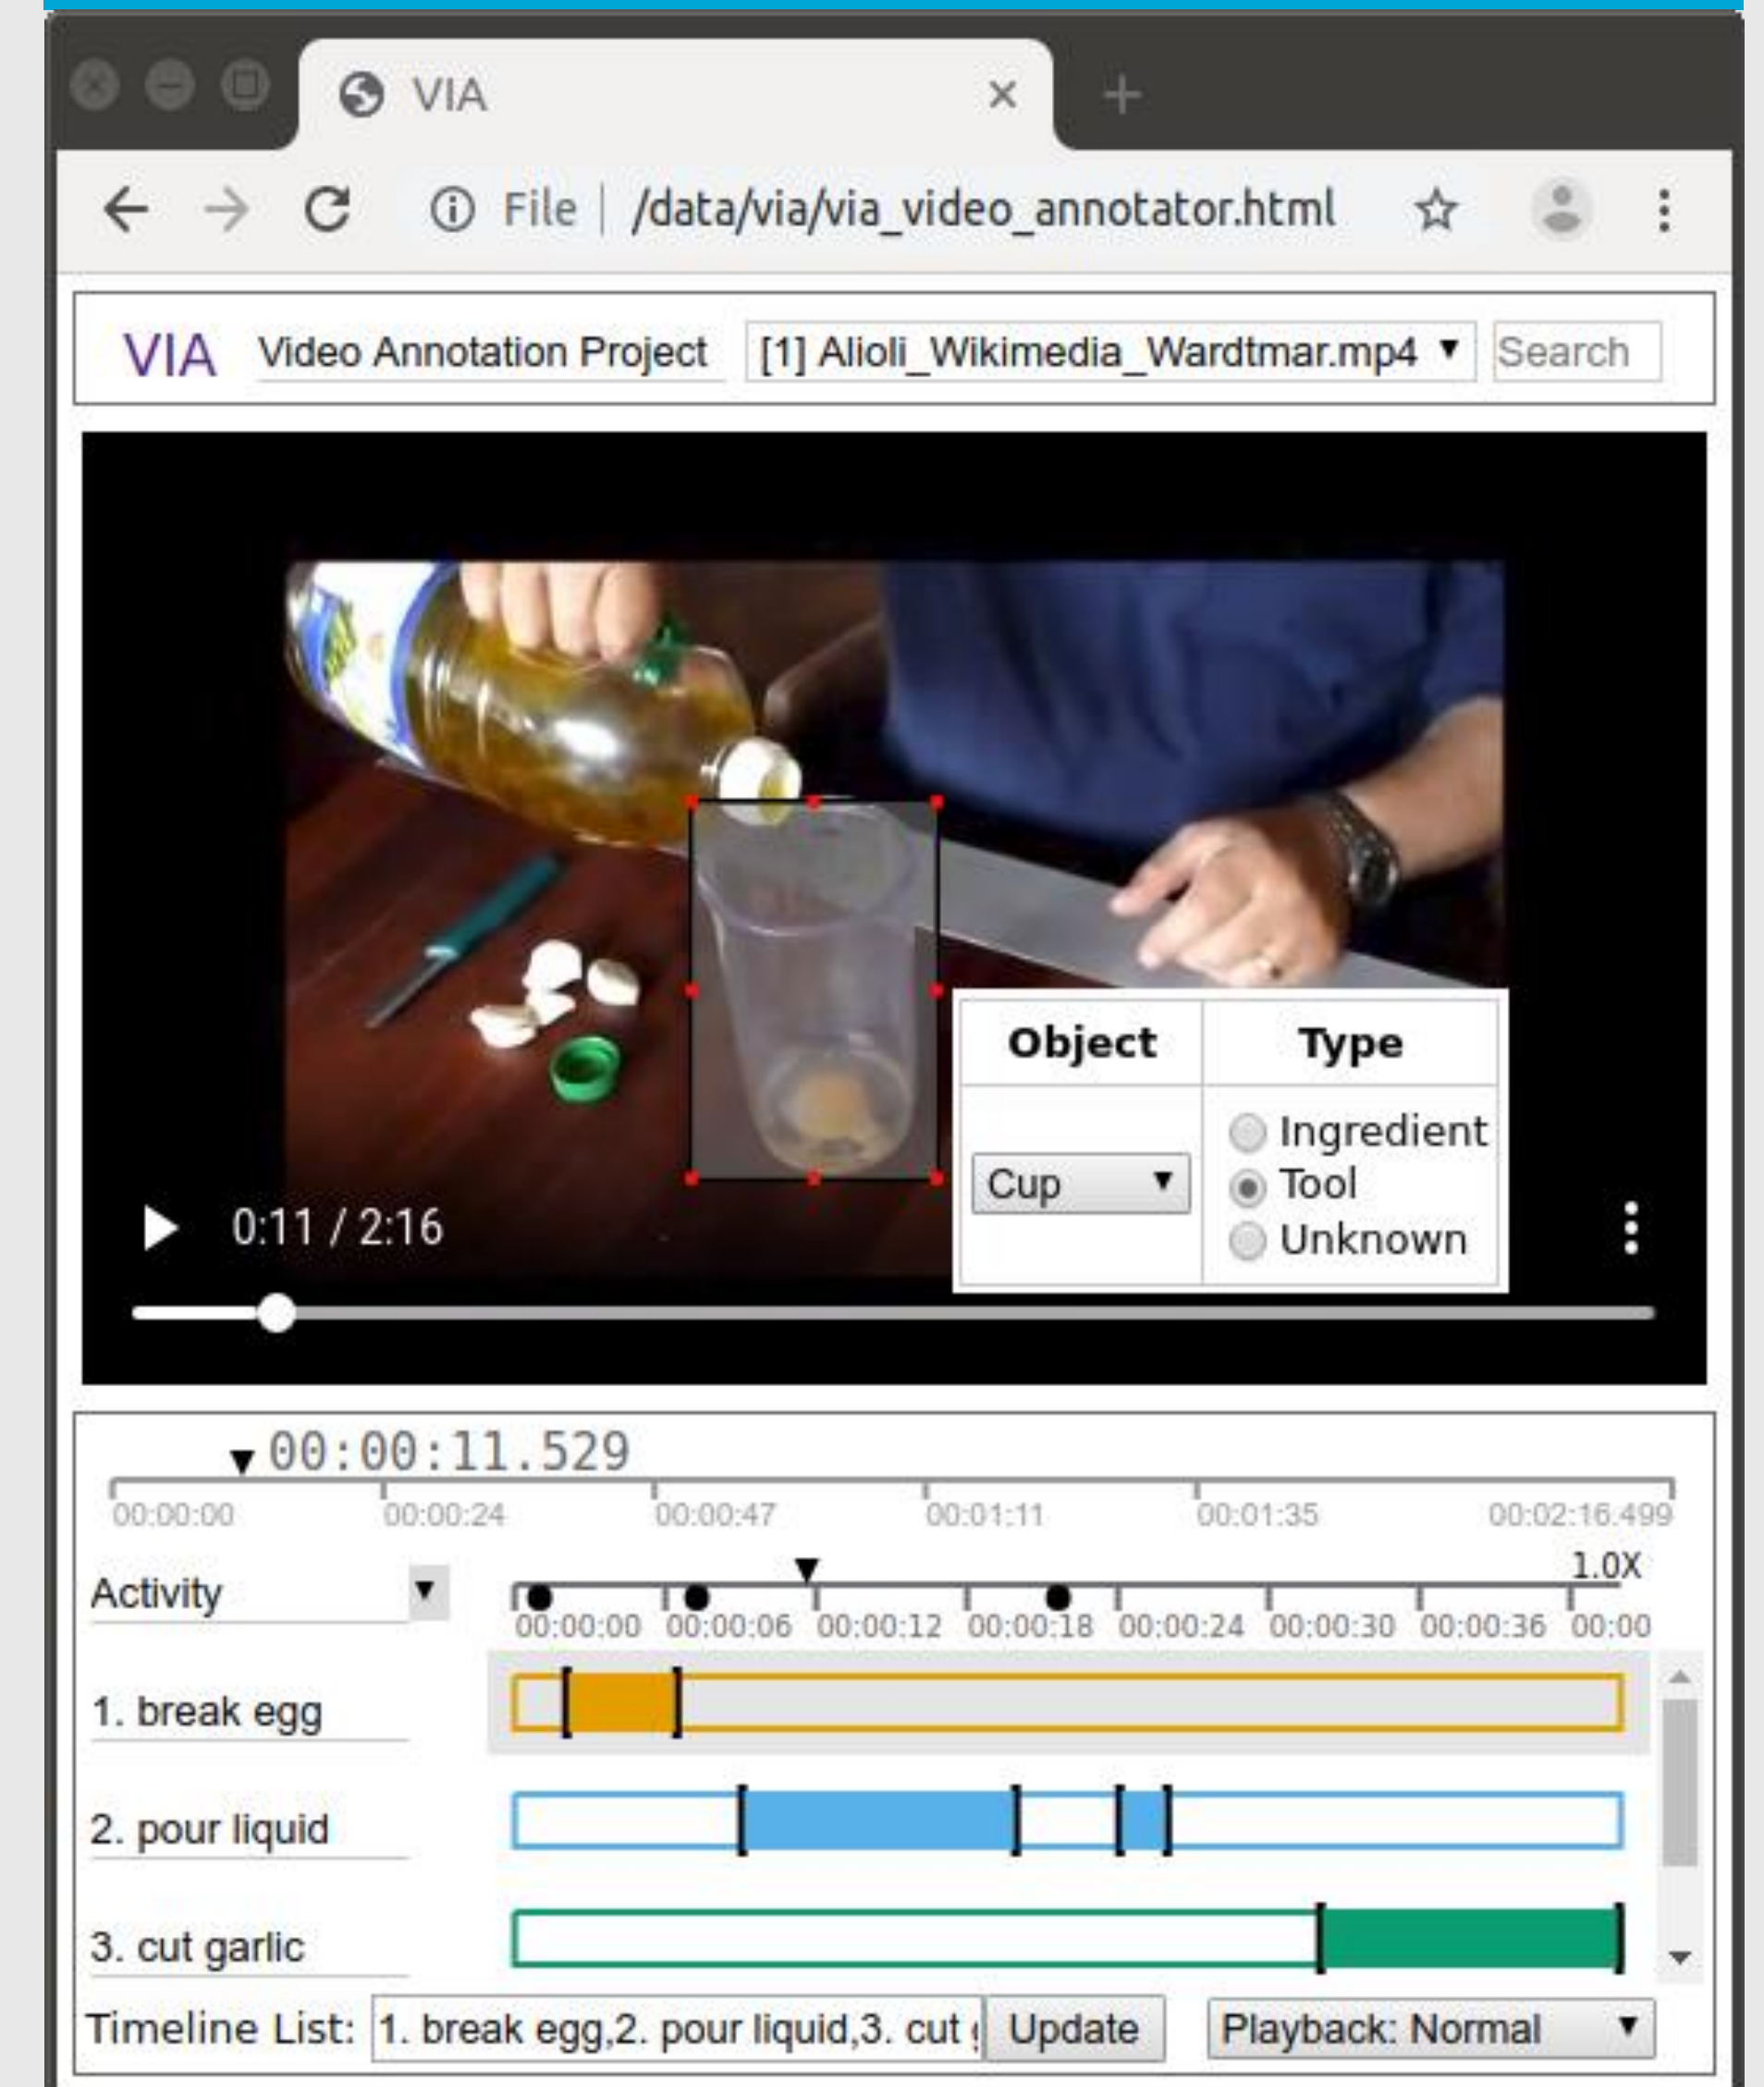 VIA
File /data/via/via_video_annotator.html
VIA Video Annotation Project [1] Alioli_Wikimedia_Wardtmar.mp4 Search
Object Type
Ingredient
Cup Tool
Unknown
0:11 / 2:16
00:00:11.529
00:00:00 00:00:24 00:00:47 00:01:11 00:01:35 00:02:16.499
1.0X
Activity
00:00:00 00:00:06 00:00:12 00:00:18 00:00:24 00:00:30 00:00:36 00:00
1. break egg
2. pour liquid
3. cut garlic
Timeline List: 1. break egg,2. pour liquid,3. cut Update Playback: Normal